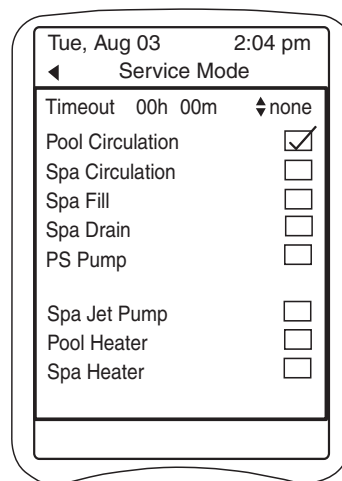 Tue, Aug 03 2:04 pm
Service Mode
Timeout 00h 00m none
Pool Circulation
Spa Circulation
Spa Fill
Spa Drain
PS Pump
Spa Jet Pump
Pool Heater
Spa Heater